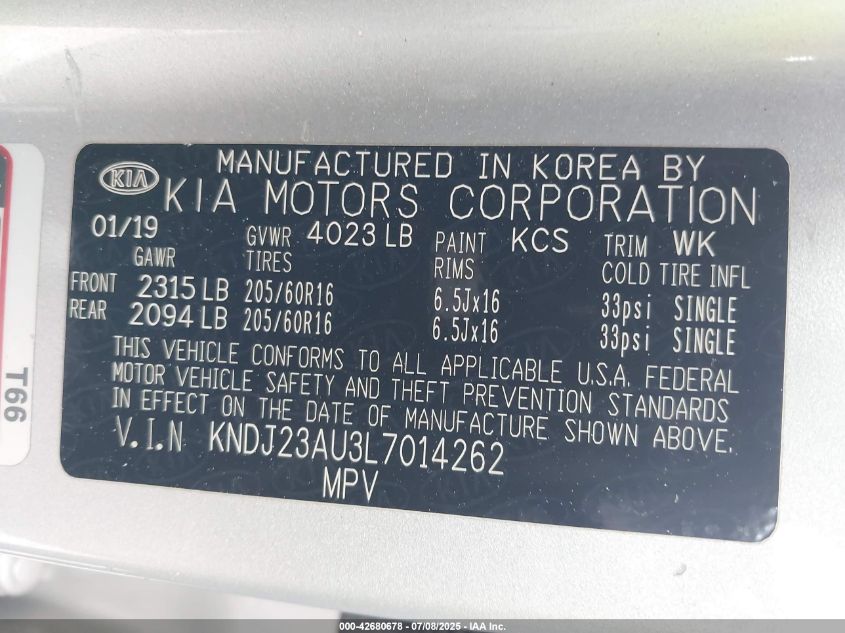 MANUFACTURED IN KOREA BY
KIA KIA MOTORS CORPORATION
01/19 GVWR 4023 LB PAINT KCS TRIM WK
GAWR TIRES RIMS COLD TIRE INFL
FRONT 2315 LB 205/60R16 6.5Jx16 33psi SINGLE
REAR 2094 LB 205/60R16 6.5Jx16 33psi SINGLE
THIS VEHICLE CONFORMS TO ALL APPLICABLE U.S.A. FEDERAL
MOTOR VEHICLE SAFETY AND THEFT PREVENTION STANDARDS
IN EFFECT ON THE DATE OF MANUFACTURE SHOWN ABOVE.
V.I.N KNDJ23AU3L7014262
MPV
T66
000-42680678 - 07/08/2025 - IAA Inc.